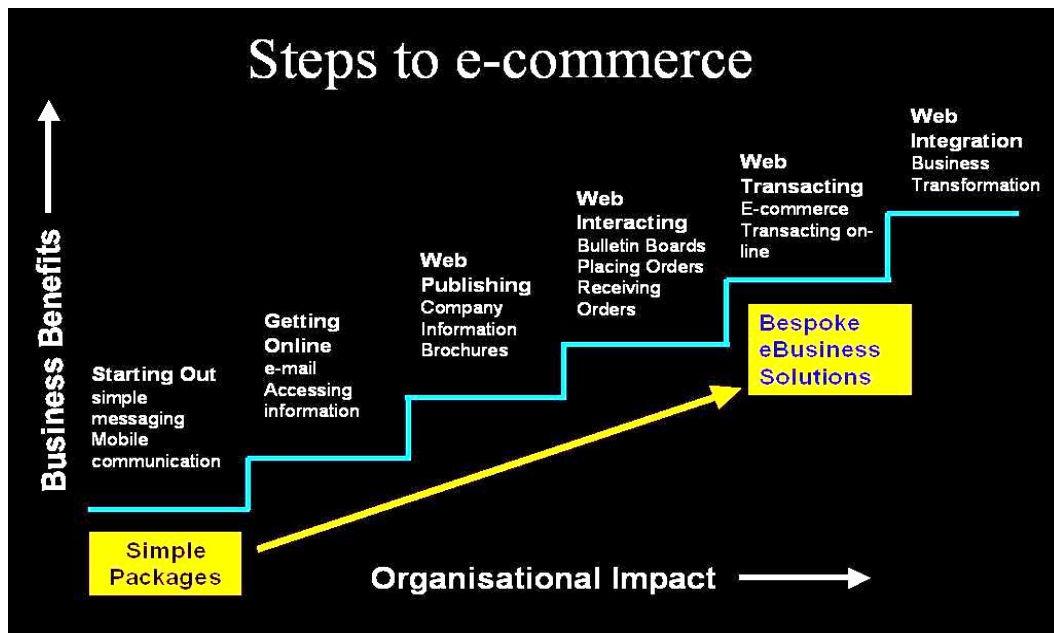 Steps to e-commerce
Business Benefits
Starting Out
simple
messaging
Mobile
communication
Getting
Online
e-mail
Accessing
information
Web
Publishing
Company
Information
Brochures
Web
Interacting
Bulletin Boards
Placing Orders
Receiving
Orders
Web
Transacting
E-commerce
Transacting on-
line
Web
Integration
Business
Transformation
Simple
Packages
Bespoke
eBusiness
Solutions
Organisational Impact